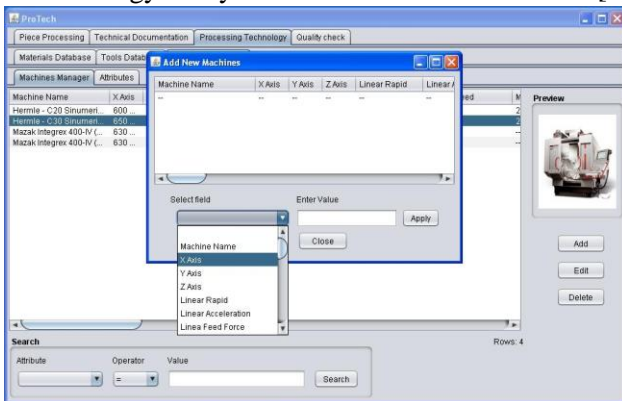 ProTech
Piece Processing Technical Documentation Processing Technology Quality check
Materials Database Tools Datab
Add New Machines
Machines Manager Attributes
Machine Name X Axis Y Axis Z Axis Linear Rapid Linear A
-- -- -- -- -- --
Machine Name X Axis eed M Preview
Hermle - C20 Sinumeri... 600 ... 2
Hermle - C30 Sinumeri... 650 ... 2
Mazak Integrex 400-IV (... 630 ... --
Mazak Integrex 400-IV (... 630 ... --
Select field Enter Value
Apply
Close
Machine Name
X Axis
Y Axis
Z Axis
Linear Rapid
Linear Acceleration
Linea Feed Force
Add
Edit
Delete
Search Rows: 4
Attribute Operator Value
= Search